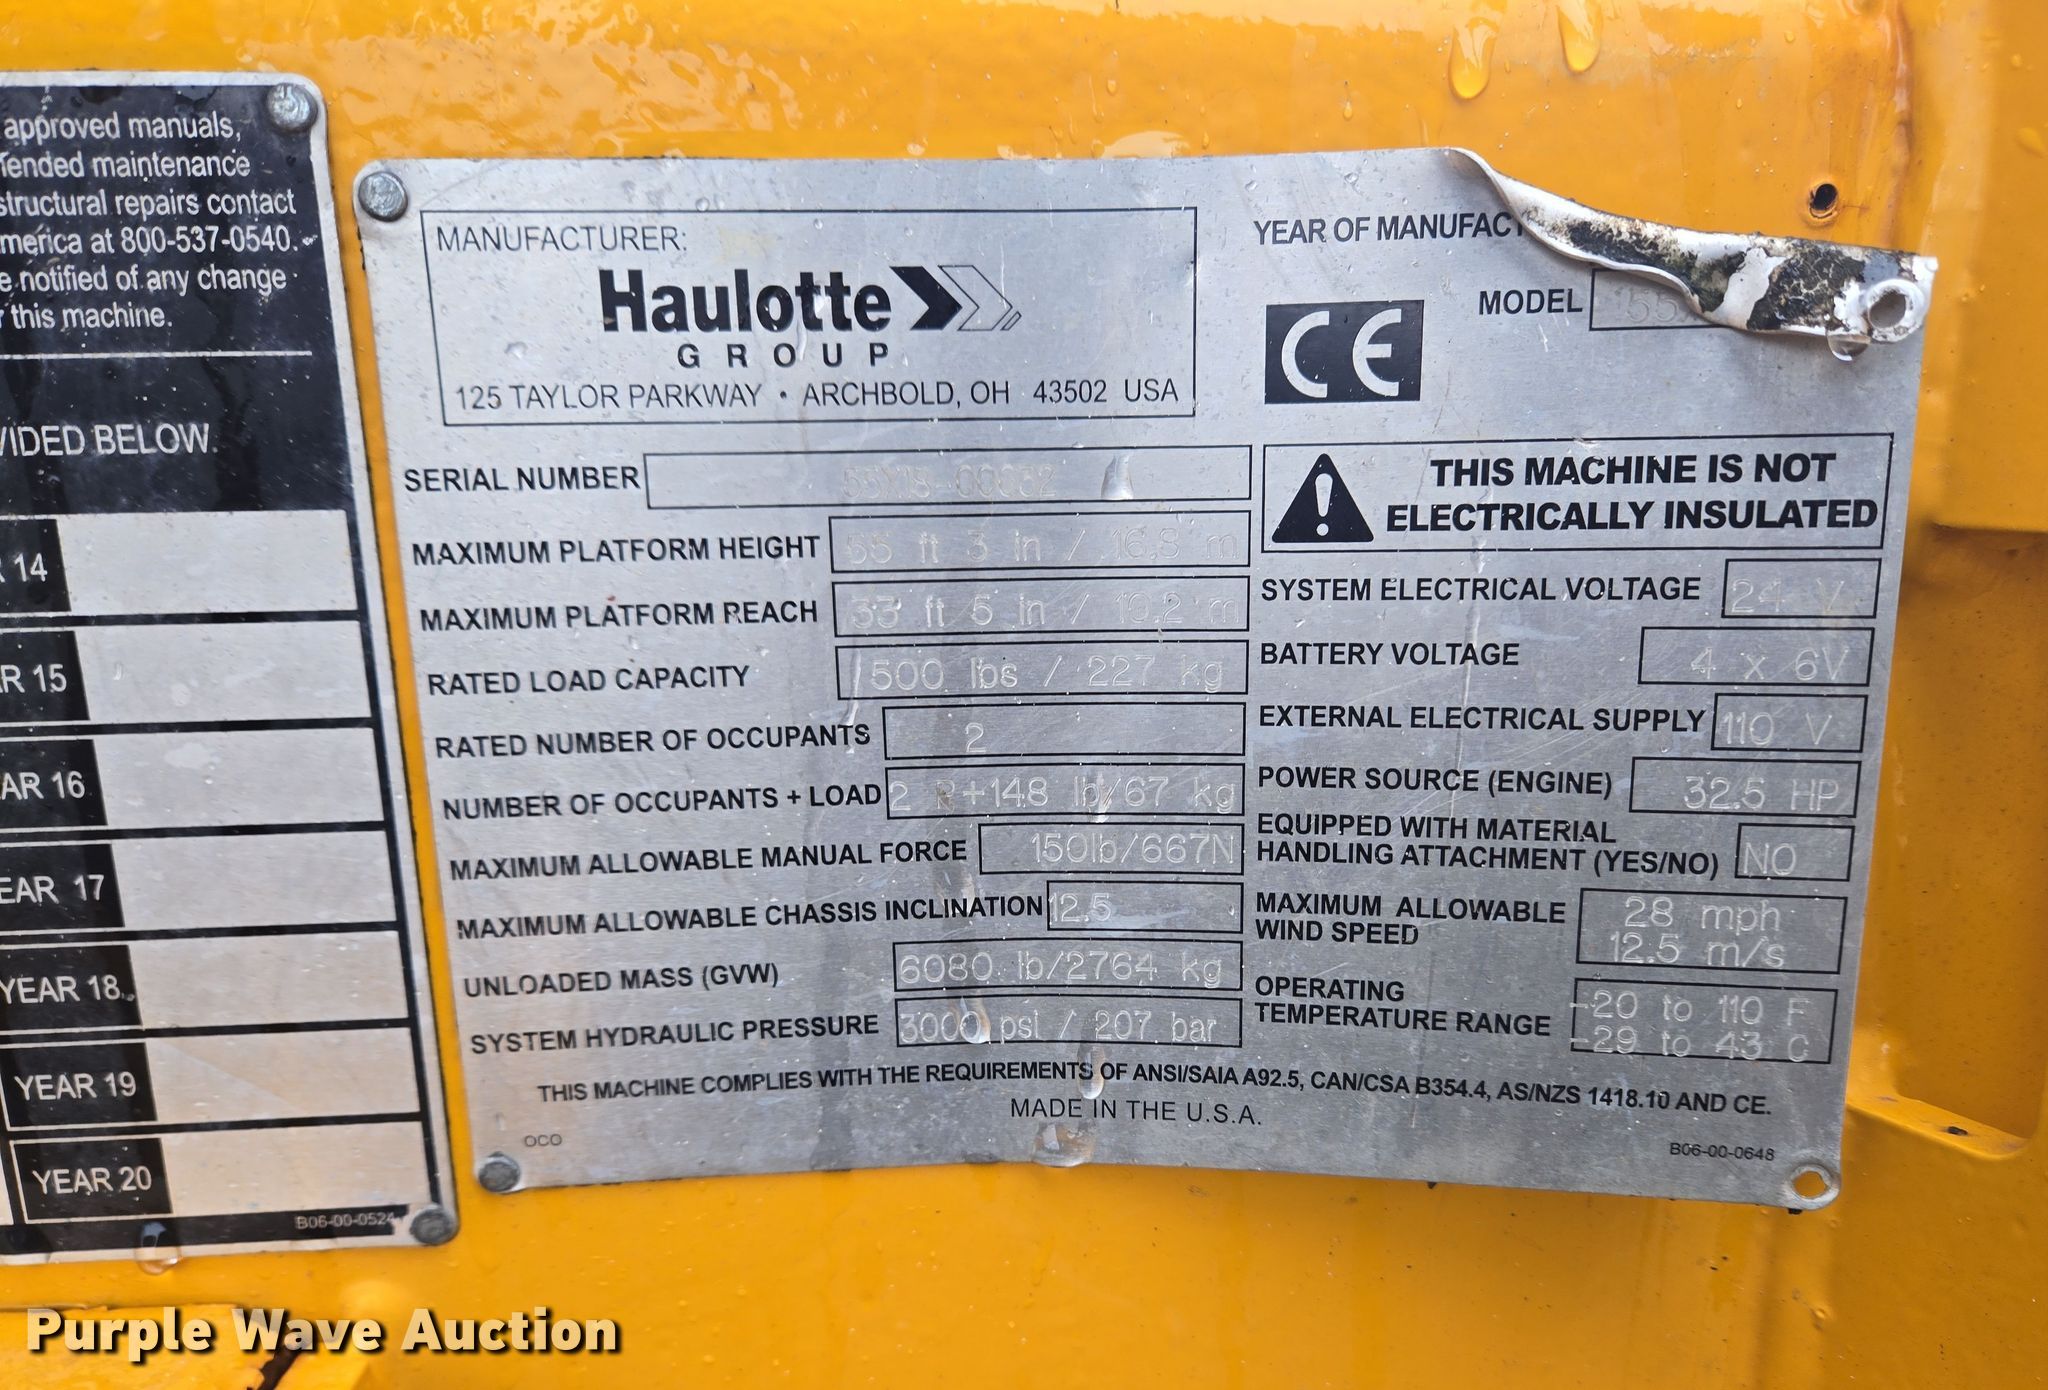 approved manuals,
maintenance
structural repairs contact
at 800-537-0540.
notified of any change
this machine.
BELOW.
14
15
16
17
YEAR 18
YEAR 19
YEAR 20
B06-00-0524
MANUFACTURER:
Haulotte
GROUP
125 TAYLOR PARKWAY • ARCHBOLD, OH 43502 USA
YEAR OF
MODEL
CE
SERIAL NUMBER
MAXIMUM PLATFORM HEIGHT 55 ft 3 in / 16.8 m
MAXIMUM PLATFORM REACH 33 ft 5 in / 10.2 m
RATED LOAD CAPACITY 500 lbs / 227 kg
RATED NUMBER OF OCCUPANTS 2
NUMBER OF OCCUPANTS + LOAD 2 P+148 lb/67 kg
MAXIMUM ALLOWABLE MANUAL FORCE 150lb/667N
MAXIMUM ALLOWABLE CHASSIS INCLINATION 12.5
UNLOADED MASS (GVW) 6080 lb/2764 kg
SYSTEM HYDRAULIC PRESSURE 3000 psi / 207 bar
THIS MACHINE IS NOT
ELECTRICALLY INSULATED
SYSTEM ELECTRICAL VOLTAGE 24 V
BATTERY VOLTAGE 4 x 6V
EXTERNAL ELECTRICAL SUPPLY 110 V
POWER SOURCE (ENGINE) 32.5 HP
EQUIPPED WITH MATERIAL
HANDLING ATTACHMENT (YES/NO) NO
MAXIMUM ALLOWABLE 28 mph
WIND SPEED 12.5 m/s
OPERATING -20 to 110 F
TEMPERATURE RANGE -29 to 43 C
THIS MACHINE COMPLIES WITH THE REQUIREMENTS OF ANSI/SAIA A92.5, CAN/CSA B354.4, AS/NZS 1418.10 AND CE.
MADE IN THE U.S.A.
OCO
B06-00-0648
Purple Wave Auction